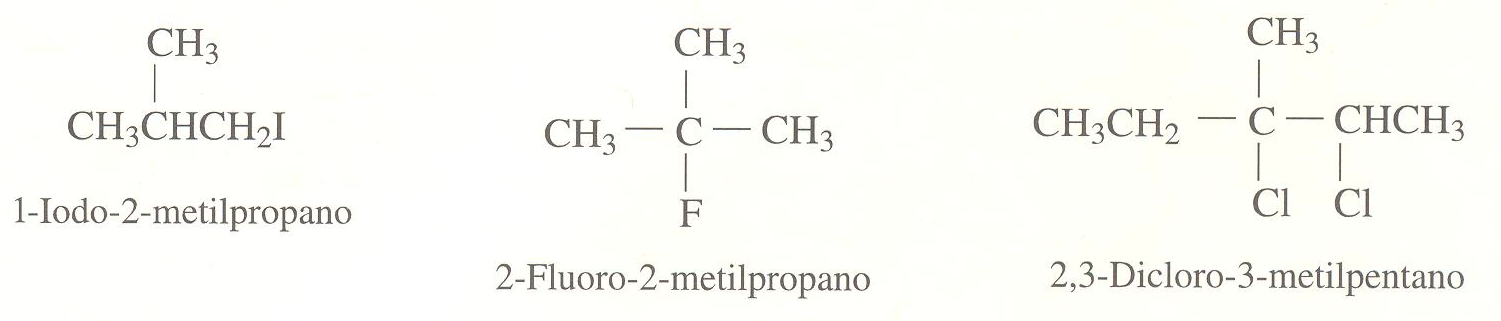 CH3
CH3CHCH2I
1-Iodo-2-metilpropano
CH3
CH3 — C — CH3
F
2-Fluoro-2-metilpropano
CH3
CH3CH2 — C — CHCH3
Cl Cl
2,3-Dicloro-3-metilpentano